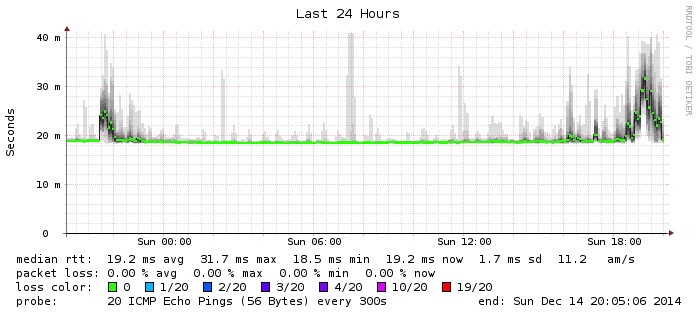 Last 24 Hours
RRDTOOL / TOBI OETIKER
Seconds
40 m
30 m
20 m
10 m
0
Sun 00:00 Sun 06:00 Sun 12:00 Sun 18:00
median rtt: 19.2 ms avg 31.7 ms max 18.5 ms min 19.2 ms now 1.7 ms sd 11.2 am/s
packet loss: 0.00 % avg 0.00 % max 0.00 % min 0.00 % now
loss color: 0 1/20 2/20 3/20 4/20 10/20 19/20
probe: 20 ICMP Echo Pings (56 Bytes) every 300s end: Sun Dec 14 20:05:06 2014